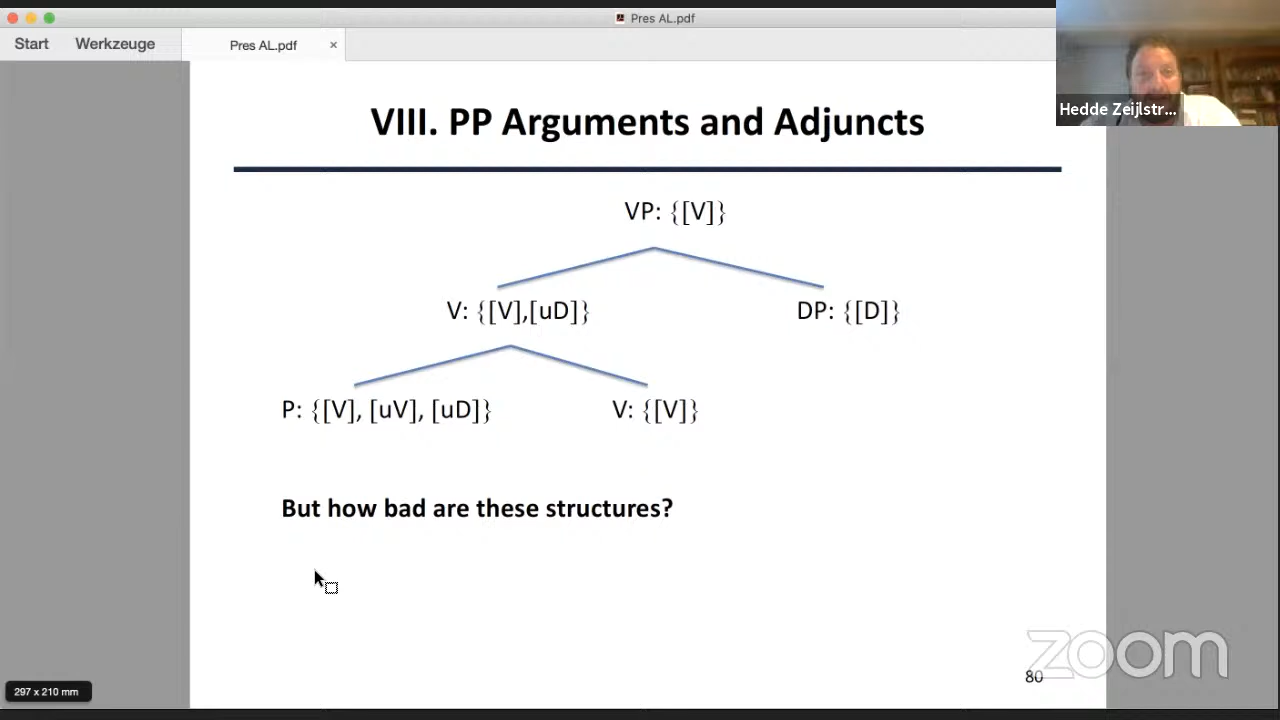 Pres AL.pdf
Start Werkzeuge Pres AL.pdf ×
Hedde Zeijlstr...
VIII. PP Arguments and Adjuncts
VP: {[V]}
V: {[V],[uD]} DP: {[D]}
P: {[V], [uV], [uD]} V: {[V]}
But how bad are these structures?
zoom
80
297 x 210 mm